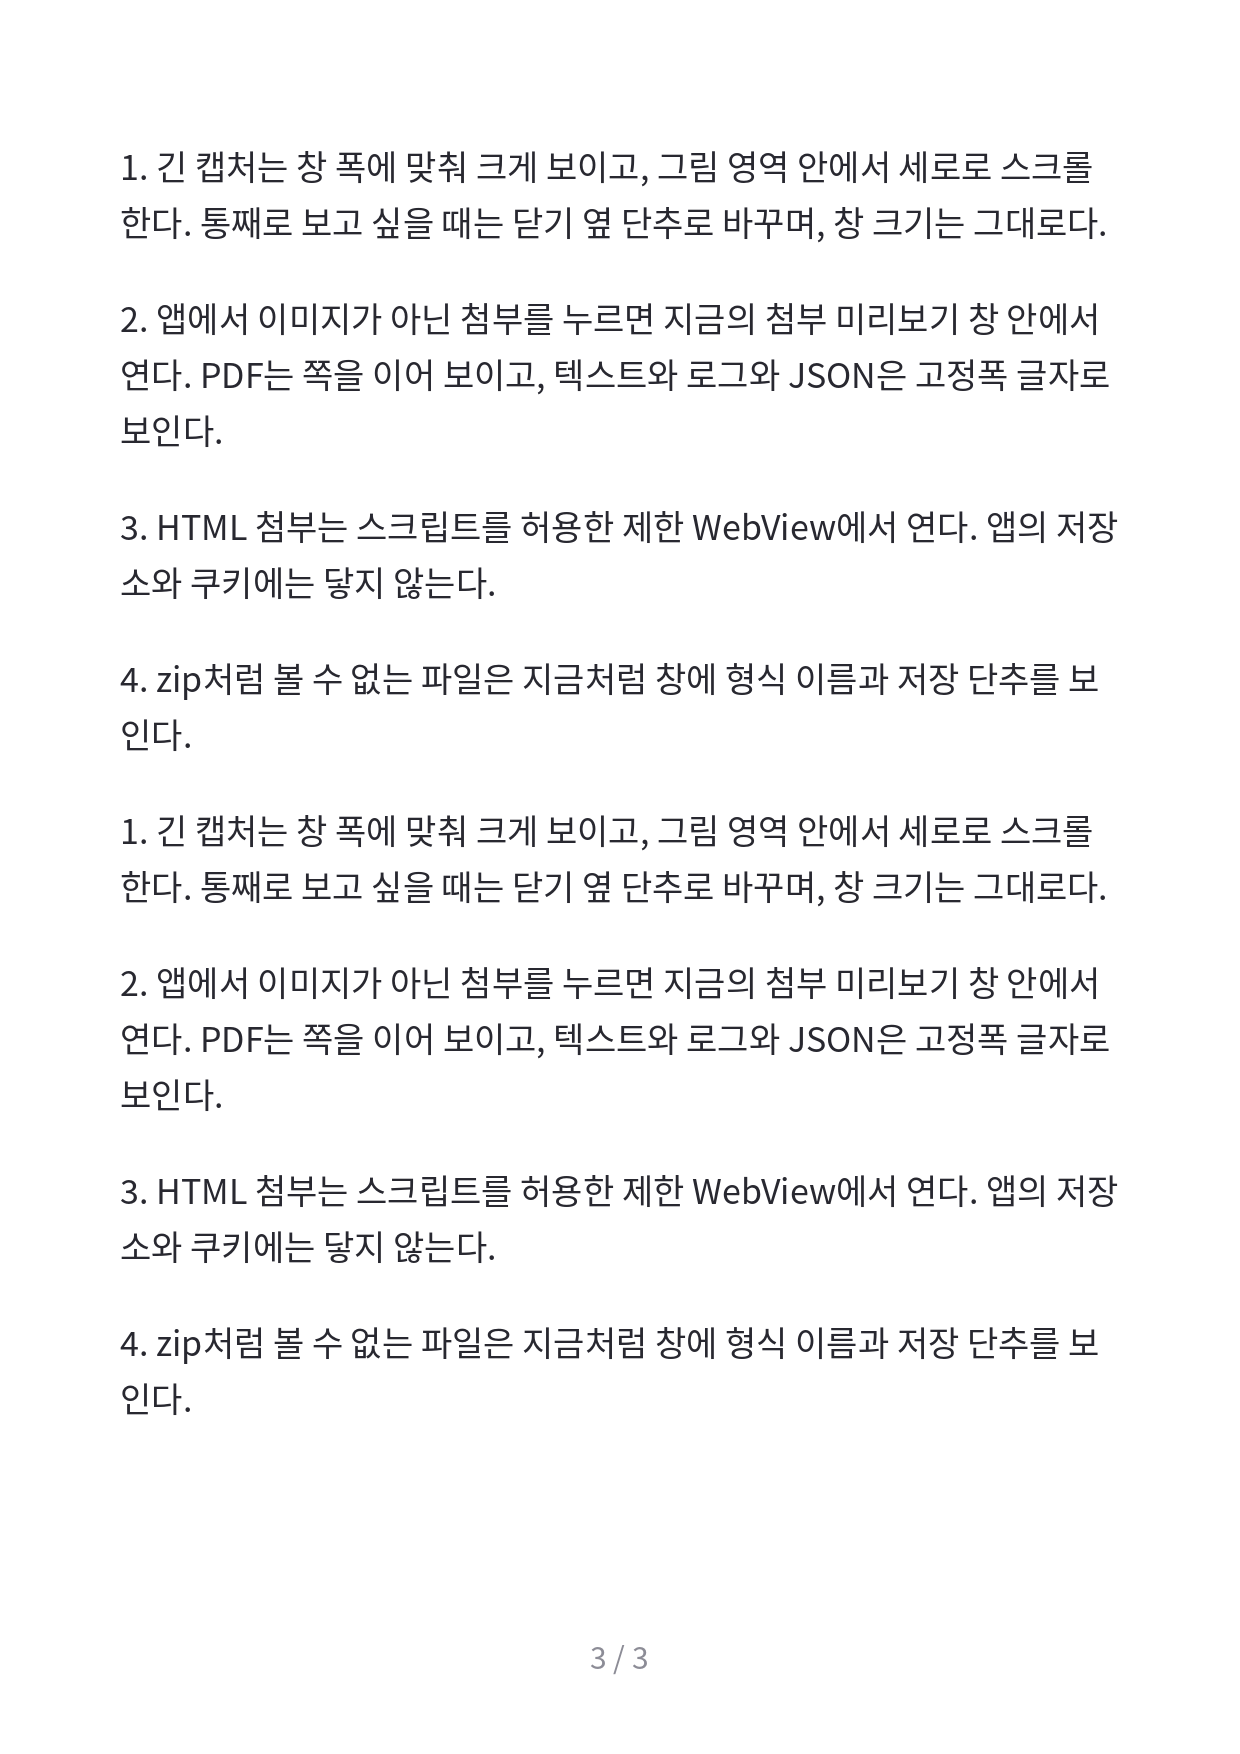 1. 긴 캡처는 창 폭에 맞춰 크게 보이고, 그림 영역 안에서 세로로 스크롤
한다. 통째로 보고 싶을 때는 닫기 옆 단추로 바꾸며, 창 크기는 그대로다.
2. 앱에서 이미지가 아닌 첨부를 누르면 지금의 첨부 미리보기 창 안에서
연다. PDF는 쪽을 이어 보이고, 텍스트와 로그와 JSON은 고정폭 글자로
보인다.
3. HTML 첨부는 스크립트를 허용한 제한 WebView에서 연다. 앱의 저장
소와 쿠키에는 닿지 않는다.
4. zip처럼 볼 수 없는 파일은 지금처럼 창에 형식 이름과 저장 단추를 보
인다.
1. 긴 캡처는 창 폭에 맞춰 크게 보이고, 그림 영역 안에서 세로로 스크롤
한다. 통째로 보고 싶을 때는 닫기 옆 단추로 바꾸며, 창 크기는 그대로다.
2. 앱에서 이미지가 아닌 첨부를 누르면 지금의 첨부 미리보기 창 안에서
연다. PDF는 쪽을 이어 보이고, 텍스트와 로그와 JSON은 고정폭 글자로
보인다.
3. HTML 첨부는 스크립트를 허용한 제한 WebView에서 연다. 앱의 저장
소와 쿠키에는 닿지 않는다.
4. zip처럼 볼 수 없는 파일은 지금처럼 창에 형식 이름과 저장 단추를 보
인다.
3 / 3